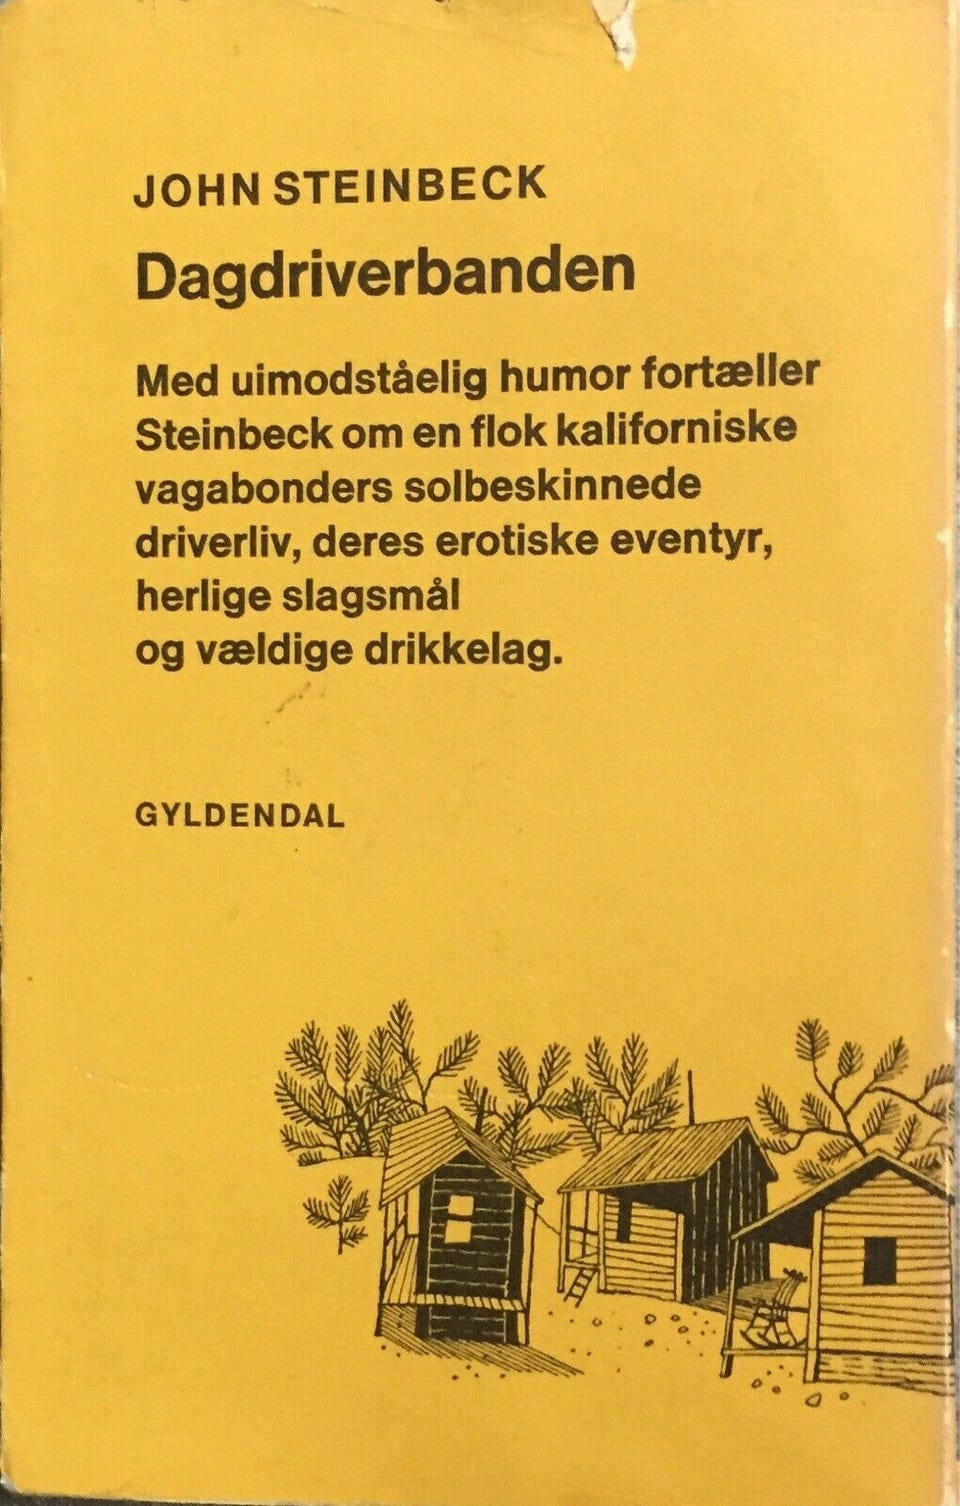 JOHN STEINBECK
Dagdriverbanden
Med uimodståelig humor fortæller
Steinbeck om en flok kaliforniske
vagabonders solbeskinnede
driverliv, deres erotiske eventyr,
herlige slagsmål
og vældige drikkelag.
GYLDENDAL